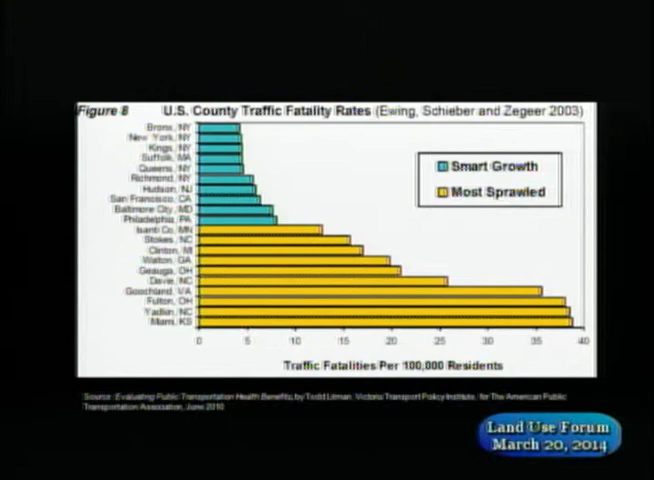 Figure 8 U.S. County Traffic Fatality Rates (Ewing, Schieber and Zegeer 2003)
Bronx, NY
New York, NY
Kings, NY
Suffolk, MA
Queens, NY
Richmond, NY
Hudson, NJ
San Francisco, CA
Baltimore City, MD
Philadelphia, PA
Isanti Co, MN
Stokes, NC
Clinton, MI
Walton, GA
Geauga, OH
Davie, NC
Goochland, VA
Fulton, OH
Yadkin, NC
Miami, KS
Smart Growth
Most Sprawled
0 5 10 15 20 25 30 35 40
Traffic Fatalities Per 100,000 Residents
Source: Evaluating Public Transportation Health Benefits, by Todd Litman, Victoria Transport Policy Institute, for The American Public
Transportation Association, June 2010
Land Use Forum
March 20, 2014